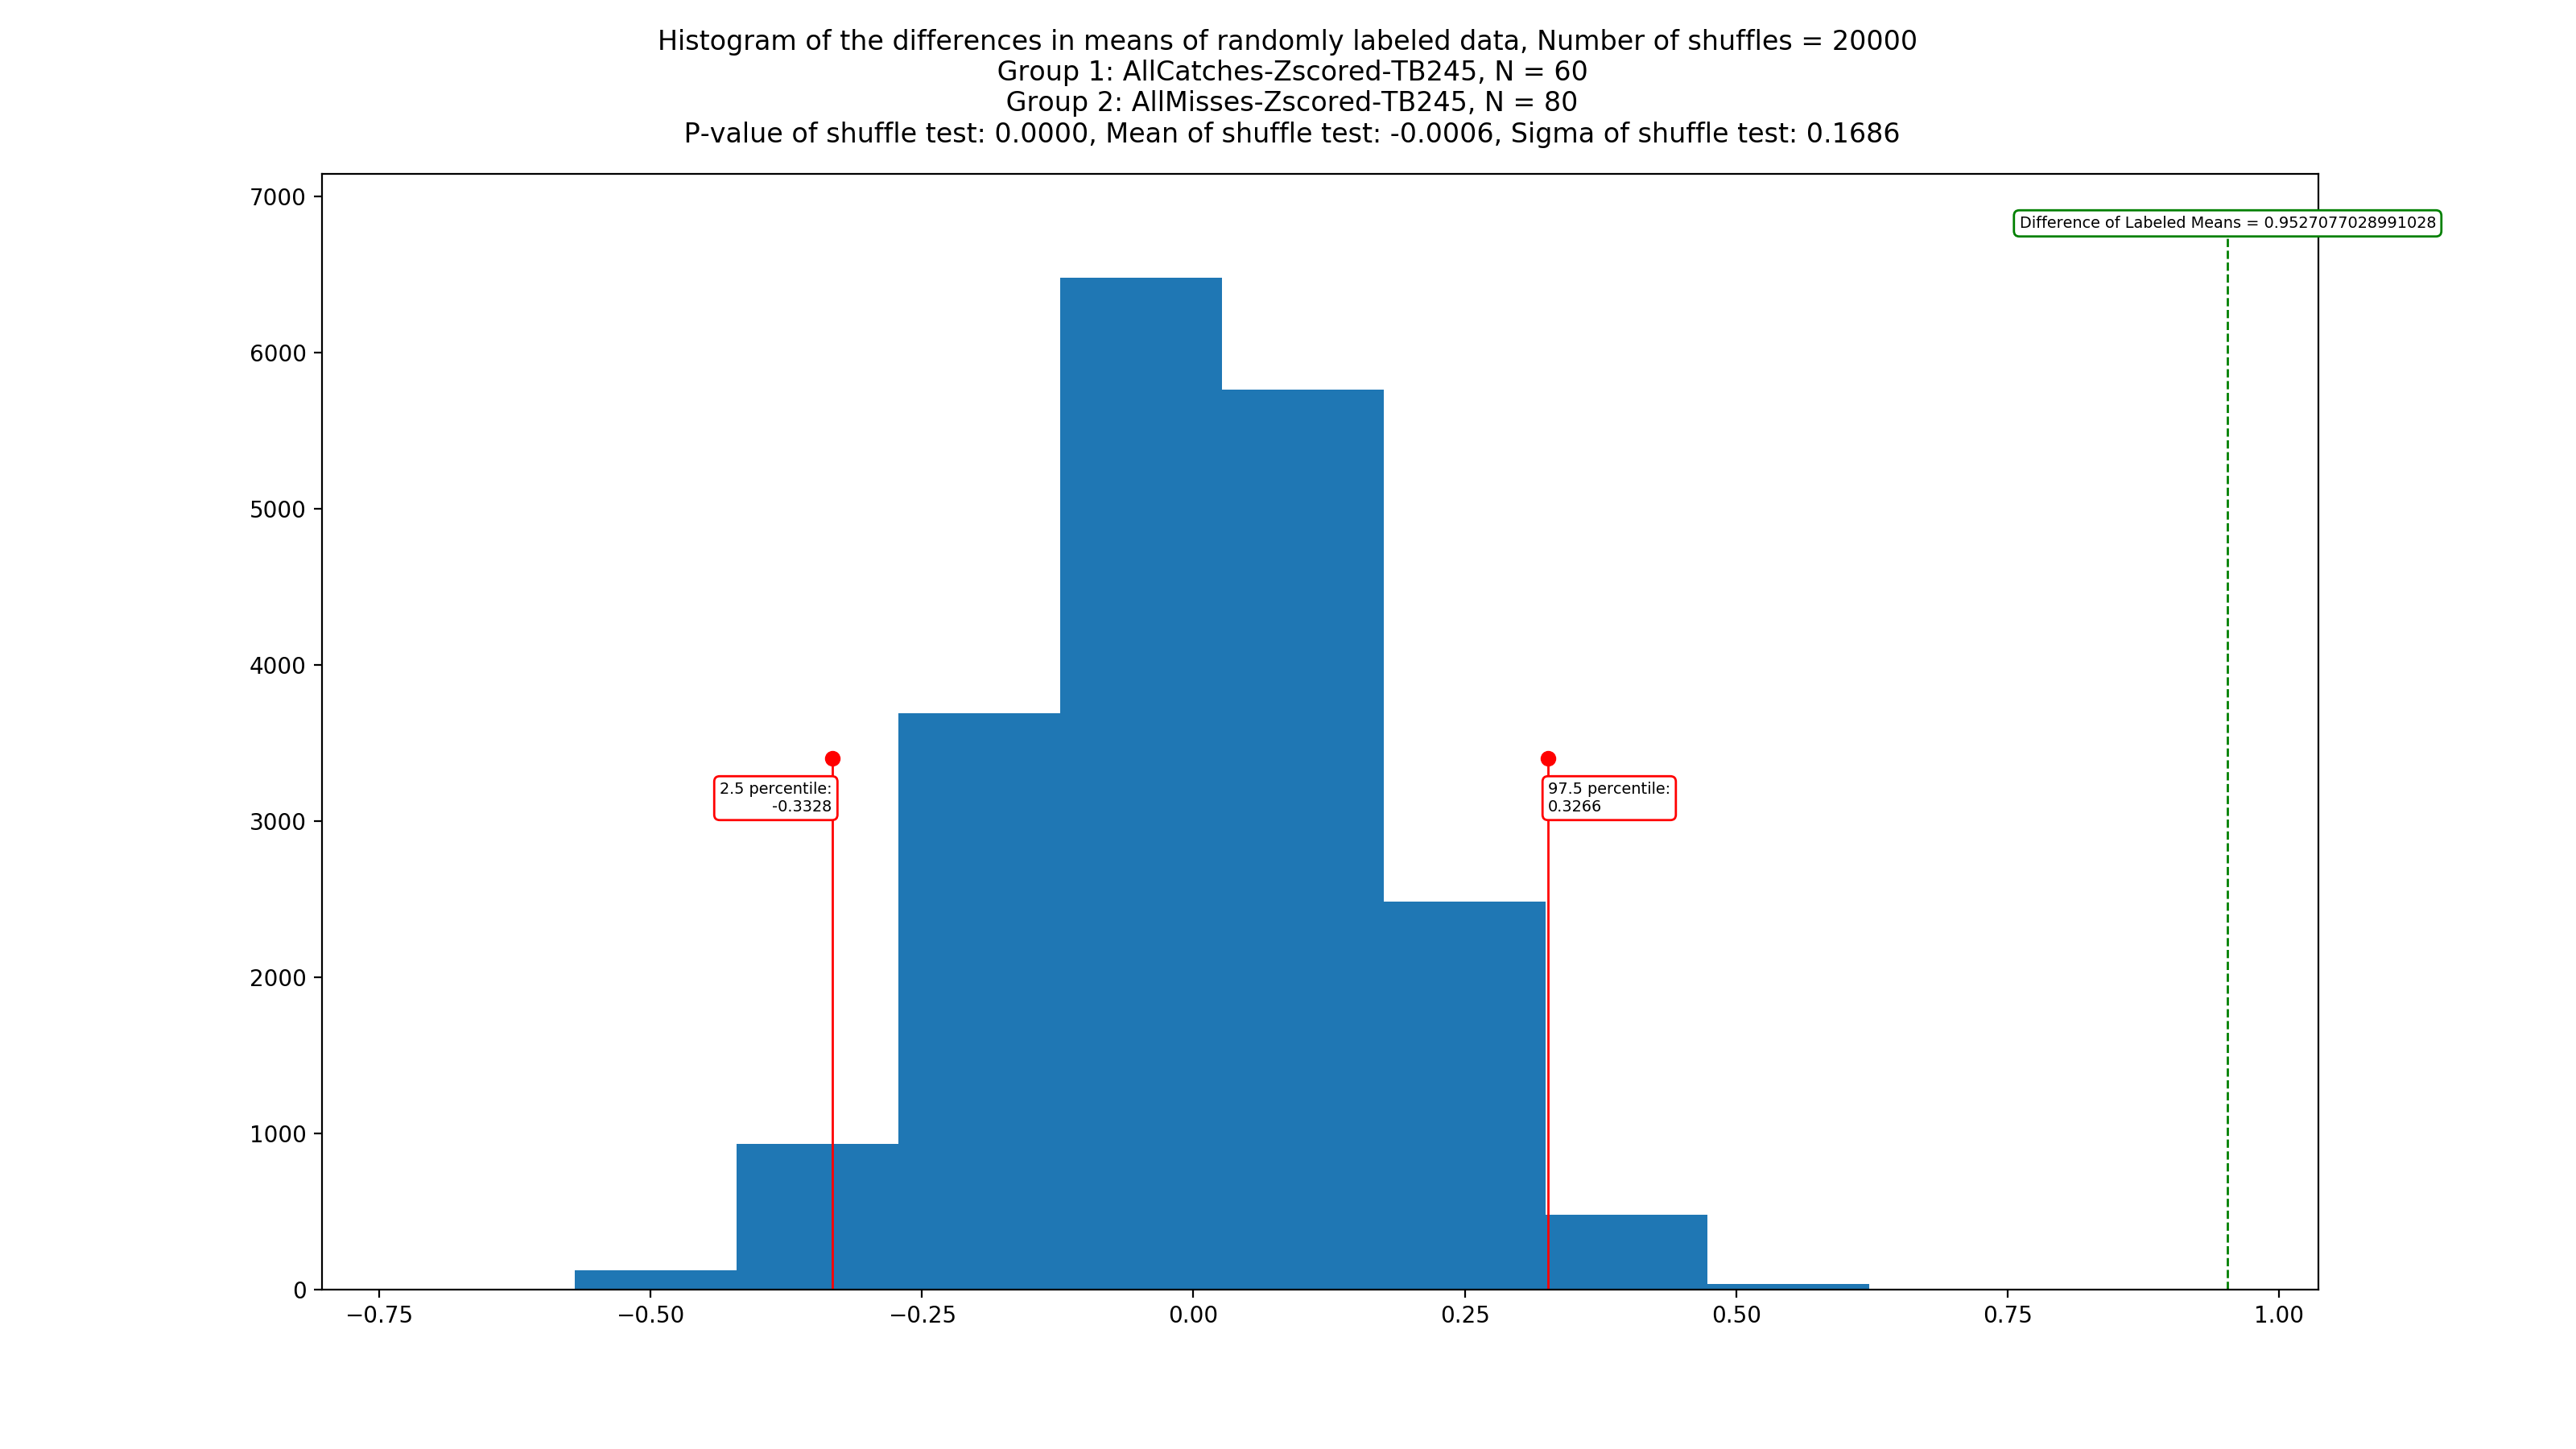 Histogram of the differences in means of randomly labeled data, Number of shuffles = 20000
Group 1: AllCatches-Zscored-TB245, N = 60
Group 2: AllMisses-Zscored-TB245, N = 80
P-value of shuffle test: 0.0000, Mean of shuffle test: -0.0006, Sigma of shuffle test: 0.1686
7000
Difference of Labeled Means = 0.9527077028991028
6000
5000
4000
2.5 percentile:
-0.3328
97.5 percentile:
0.3266
3000
2000
1000
0
−0.75
−0.50
−0.25
0.00
0.25
0.50
0.75
1.00